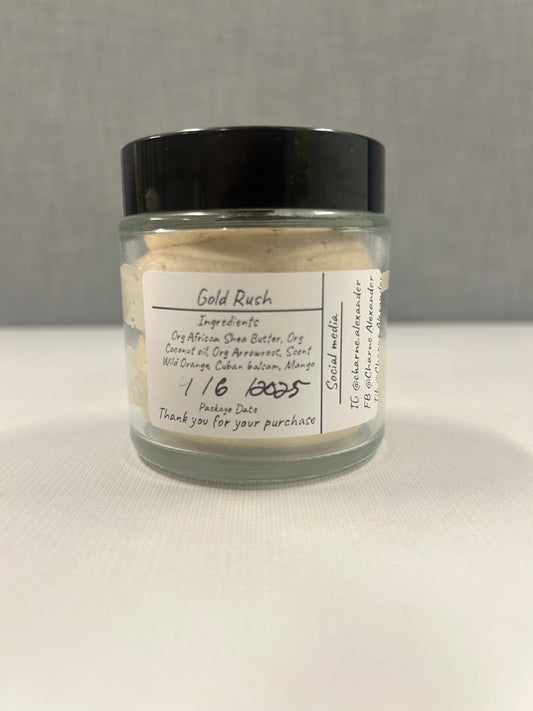 Gold Rush
Ingredients
Org African Shea Butter, Org
Coconut oil, Org Arrowroot, Scent
Wild Orange, Cuban balsam, Mango
4/6/2025
Package Date
Thank you for your purchase
Social media
IG @charne.alexander
FB @Charne Alexander